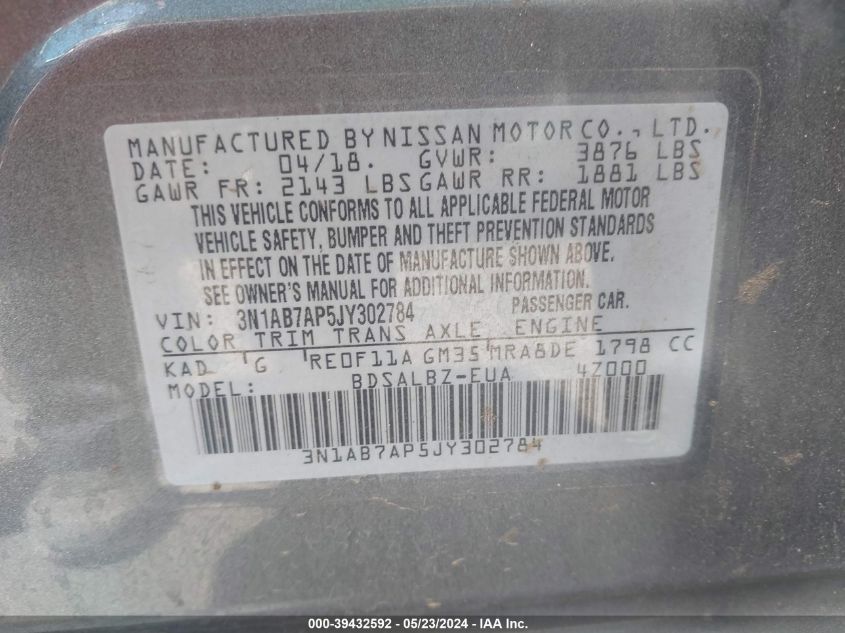 MANUFACTURED BY NISSAN MOTOR CO., LTD.
DATE: 04/18. GVWR: 3876 LBS
GAWR FR: 2143 LBS GAWR RR: 1881 LBS
THIS VEHICLE CONFORMS TO ALL APPLICABLE FEDERAL MOTOR
VEHICLE SAFETY, BUMPER AND THEFT PREVENTION STANDARDS
IN EFFECT ON THE DATE OF MANUFACTURE SHOWN ABOVE.
SEE OWNER'S MANUAL FOR ADDITIONAL INFORMATION.
VIN: 3N1AB7AP5JY302784 PASSENGER CAR.
COLOR TRIM TRANS AXLE ENGINE
KAD G RE0F11A GM35 MRA8DE 1798 CC
MODEL: BDSALBZ-EUA 4Z000
3N1AB7AP5JY302784
000-39432592 / 05/23/2024 - IAA Inc.